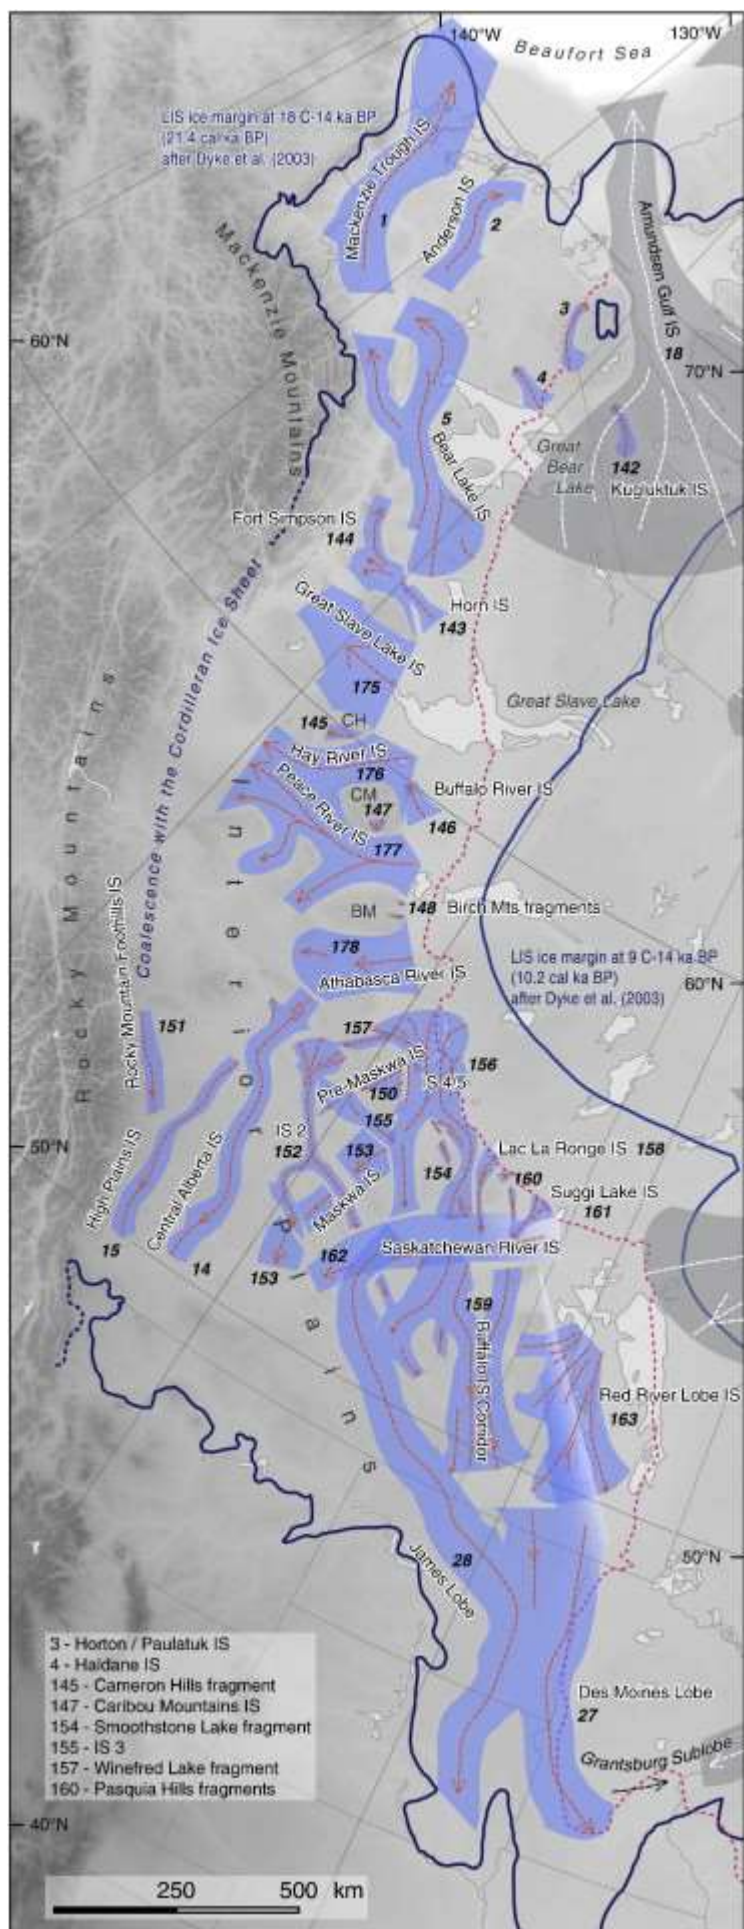 140°W
130°W
Beaufort Sea
LIS ice margin at 18 C-14 ka BP
(21.4 cal ka BP)
after Dyke et al. (2003)
Mackenzie Trough IS
1
Anderson IS
2
Mackenzie Mountains
Amundsen Gulf IS
18
3
60°N
70°N
4
5
Bear Lake IS
Great
Bear
Lake
142
Kugluktuk IS
Fort Simpson IS
144
Horn IS
143
Great Slave Lake IS
175
Great Slave Lake
145
CH
Hay River IS
176
CM
147
Peace River IS
177
Buffalo River IS
146
BM
148
Birch Mts fragments
178
Athabasca River IS
LIS ice margin at 9 C-14 ka BP
(10.2 cal ka BP)
after Dyke et al. (2003)
60°N
Coalescence with the Cordilleran Ice Sheet
Rocky Mountains
Interior Plains
Rocky Mountain Foothills IS
151
157
Pre-Maskwa IS
150
IS 4/5
156
155
IS 2
152
153
154
Lac La Ronge IS 158
160
Suggi Lake IS
161
50°N
High Plains IS
15
Central Alberta IS
14
Maskwa IS
153
162
Saskatchewan River IS
159
Buffalo IS Corridor
Red River Lobe IS
163
50°N
James Lobe
28
Des Moines Lobe
27
Grantsburg Sublobe
3 - Horton / Paulatuk IS
4 - Haldane IS
145 - Cameron Hills fragment
147 - Caribou Mountains IS
154 - Smoothstone Lake fragment
155 - IS 3
157 - Winefred Lake fragment
160 - Pasquia Hills fragments
40°N
250 500 km